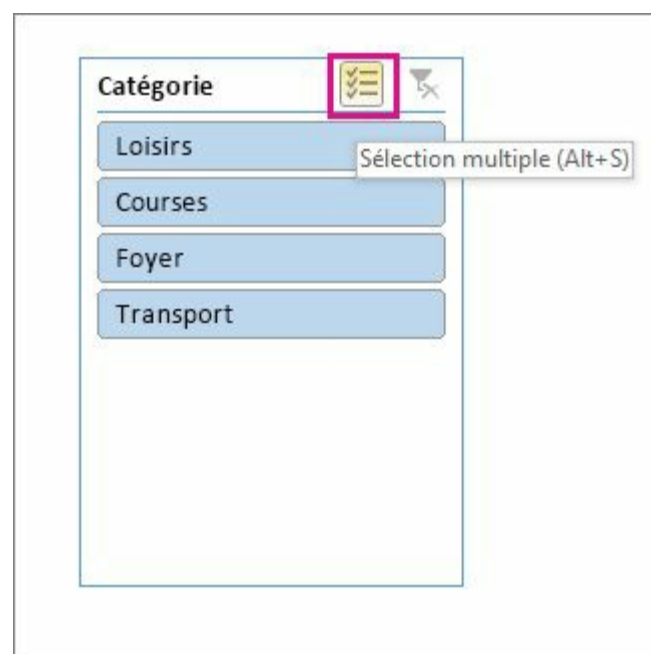 Catégorie
Loisirs
Sélection multiple (Alt+S)
Courses
Foyer
Transport